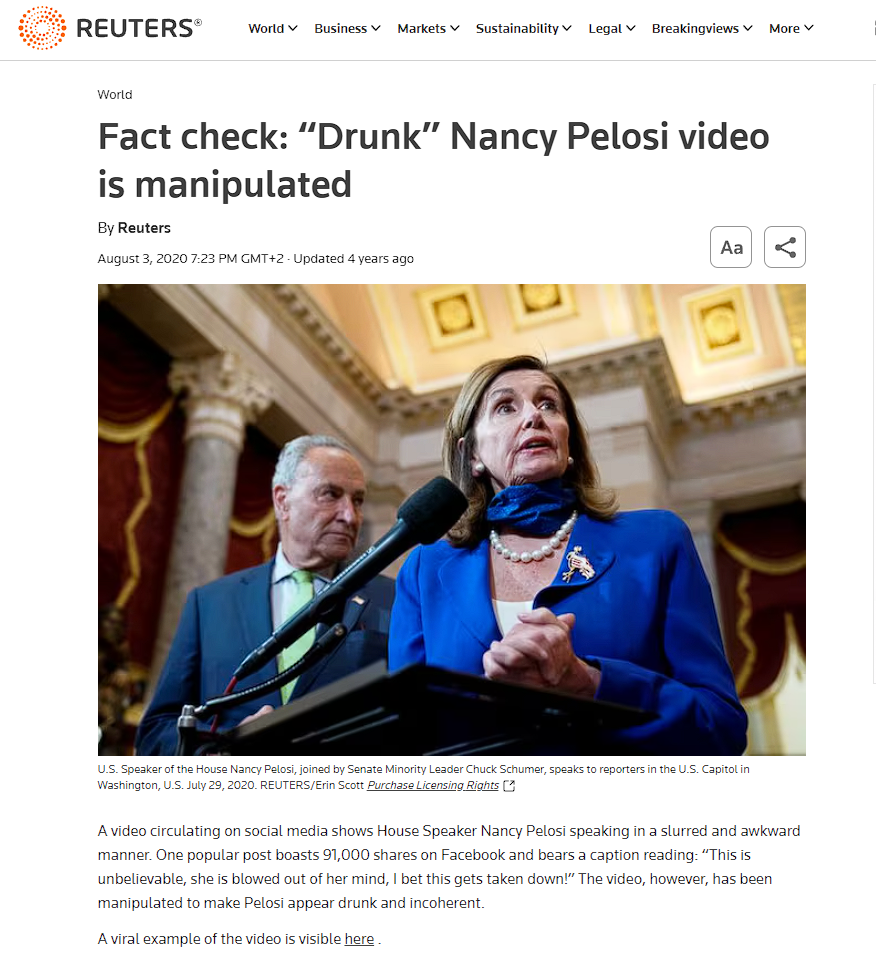 REUTERS®
World Business Markets Sustainability Legal Breakingviews More
World
Fact check: “Drunk” Nancy Pelosi video
is manipulated
By Reuters
August 3, 2020 7:23 PM GMT+2 · Updated 4 years ago
Aa
U.S. Speaker of the House Nancy Pelosi, joined by Senate Minority Leader Chuck Schumer, speaks to reporters in the U.S. Capitol in
Washington, U.S. July 29, 2020. REUTERS/Erin Scott Purchase Licensing Rights
A video circulating on social media shows House Speaker Nancy Pelosi speaking in a slurred and awkward
manner. One popular post boasts 91,000 shares on Facebook and bears a caption reading: “This is
unbelievable, she is blowed out of her mind, I bet this gets taken down!” The video, however, has been
manipulated to make Pelosi appear drunk and incoherent.
A viral example of the video is visible here .